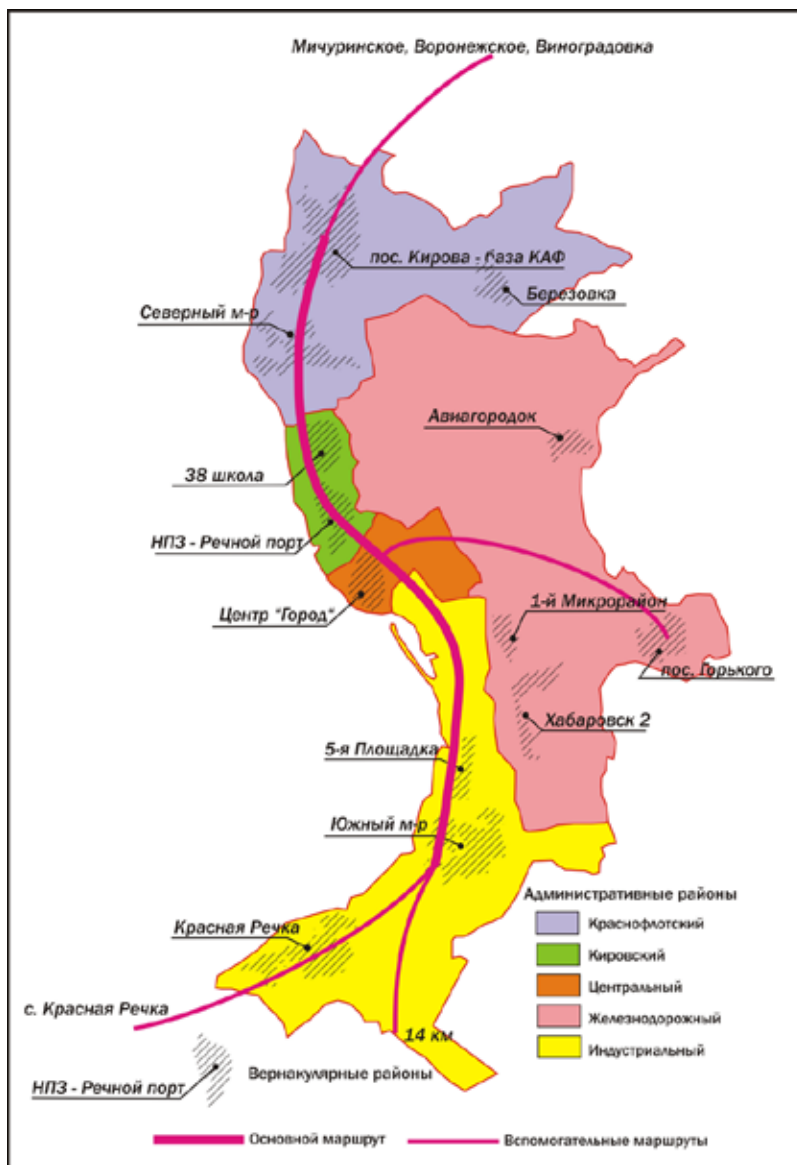 Мичуринское, Воронежское, Виноградовка
пос. Кирова - база КАФ
Березовка
Северный м-р
Авиагородок
38 школа
НПЗ - Речной порт
Центр "Город"
1-й Микрорайон
пос. Горького
Хабаровск 2
5-я Площадка
Южный м-р
Административные районы
Краснофлотский
Кировский
Центральный
Железнодорожный
Индустриальный
Красная Речка
с. Красная Речка
14 км
Вернакулярные районы
НПЗ - Речной порт
Основной маршрут
Вспомогательные маршруты